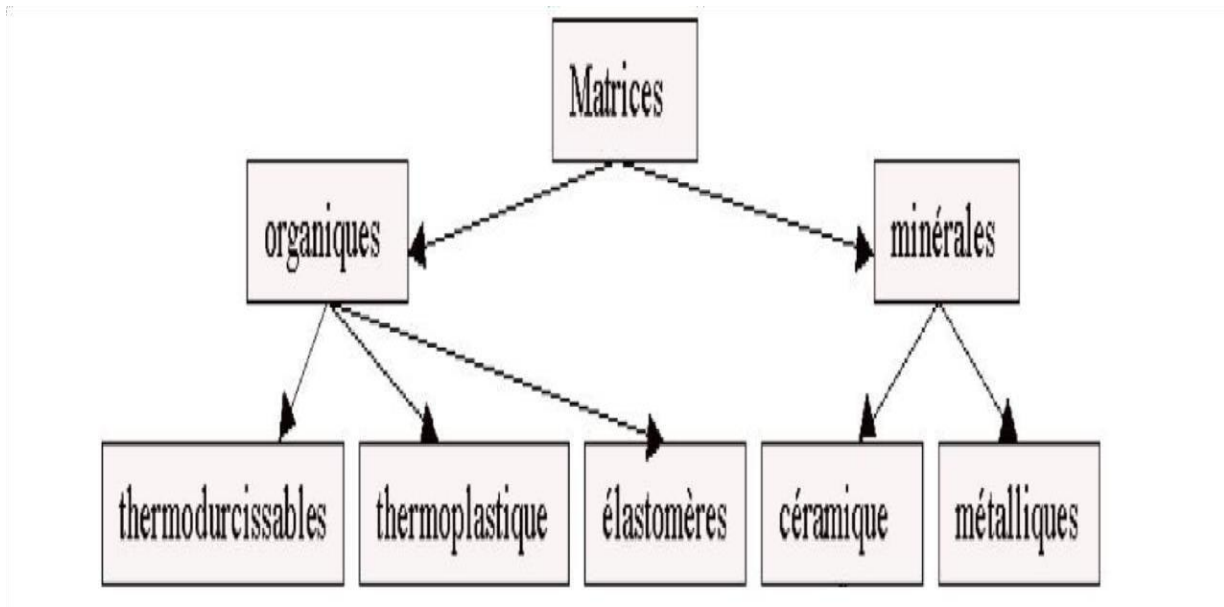 Matrices
organiques
minérales
thermodurcissables
thermoplastique
élastomères
céramique
métalliques